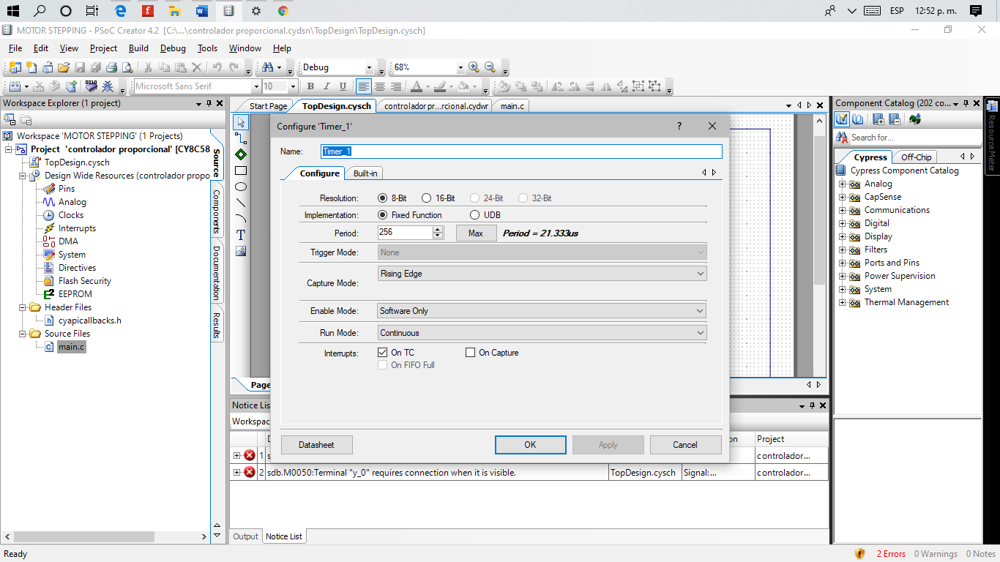 ESP 12:52 p. m.
MOTOR STEPPING - PSoC Creator 4.2 [C:\...\controlador proporcional.cydsn\TopDesign\TopDesign.cysch]
File Edit View Project Build Debug Tools Window Help
Debug 68%
Microsoft Sans Serif 10 B I U
Workspace Explorer (1 project)
Workspace 'MOTOR STEPPING' (1 Projects)
Project 'controlador proporcional' [CY8C58
TopDesign.cysch
Design Wide Resources (controlador propo
Pins
Analog
Clocks
Interrupts
DMA
System
Directives
Flash Security
EEPROM
Header Files
cyapicallbacks.h
Source Files
main.c
Source
Components
Documentation
Results
Start Page TopDesign.cysch controlador pr...rcional.cydwr main.c
Configure 'Timer_1'
Name: Timer_1
Configure Built-in
Resolution: 8-Bit 16-Bit 24-Bit 32-Bit
Implementation: Fixed Function UDB
Period: 256 Max Period = 21.333us
Trigger Mode: None
Capture Mode: Rising Edge
Enable Mode: Software Only
Run Mode: Continuous
Interrupts: On TC On Capture
On FIFO Full
Datasheet OK Apply Cancel
Page
Notice Lis
Workspac
D on Project
1 s controlador...
2 sdb.M0050:Terminal "y_0" requires connection when it is visible. TopDesign.cysch Signal:... controlador...
Output Notice List
Component Catalog (202 co...
Search for...
Cypress Off-Chip
Cypress Component Catalog
Analog
CapSense
Communications
Digital
Display
Filters
Ports and Pins
Power Supervision
System
Thermal Management
Resource Meter
Ready 2 Errors 0 Warnings 0 Notes